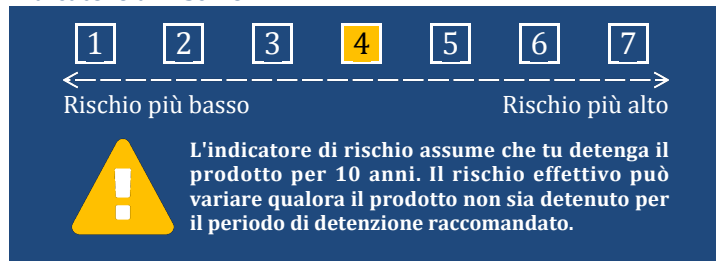 1 2 3 4 5 6 7
Rischio più basso Rischio più alto
L'indicatore di rischio assume che tu detenga il
prodotto per 10 anni. Il rischio effettivo può
variare qualora il prodotto non sia detenuto per
il periodo di detenzione raccomandato.